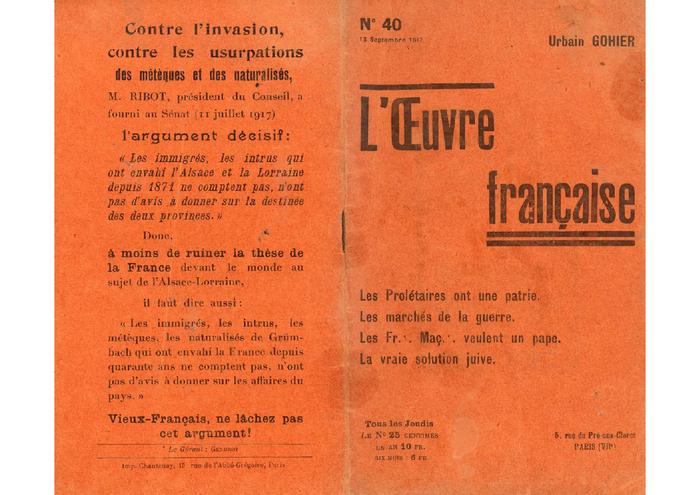 Contre l'invasion,
contre les usurpations
des métèques et des naturalisés,
M. RIBOT, président du Conseil, a
fourni au Sénat (11 juillet 1917)
l'argument décisif :
« Les immigrés, les intrus qui
ont envahi l'Alsace et la Lorraine
depuis 1871 ne comptent pas, n'ont
pas d'avis à donner sur la destinée
des deux provinces. »
Donc,
à moins de ruiner la thèse de
la France devant le monde au
sujet de l'Alsace-Lorraine,
il faut dire aussi :
« Les immigrés, les intrus, les
métèques, les naturalisés de Grüm-
bach qui ont envahi la France depuis
quarante ans ne comptent pas, n'ont
pas d'avis à donner sur les affaires du
pays. »
Vieux-Français, ne lâchez pas
cet argument!
Le Gérant :
Imp. Chantenay, 15 rue de l'Abbé-Grégoire, Paris
N° 40
13 Septembre 1917
Urbain GOHIER
L'Œuvre
française
Les Prolétaires ont une patrie.
Les marchés de la guerre.
Les Fr∴ Maç∴ veulent un pape.
La vraie solution juive.
Tous les Jeudis
LE N° 25 CENTIMES
UN AN 10 FR.
SIX MOIS : 6 FR.
5, rue du Pré-aux-Clercs
PARIS (VIIe)